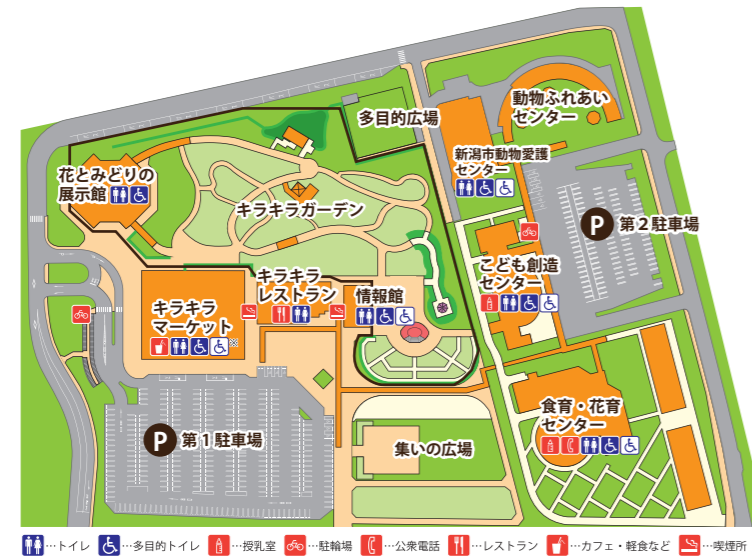 多目的広場
動物ふれあい
センター
新潟市動物愛護
センター
花とみどりの
展示館
キラキラガーデン
P 第2駐車場
こども創造
センター
キラキラ
レストラン
情報館
キラキラ
マーケット
※
食育・花育
センター
P 第1駐車場
集いの広場
…トイレ …多目的トイレ …授乳室 …駐輪場 …公衆電話 …レストラン …カフェ・軽食など …喫煙所